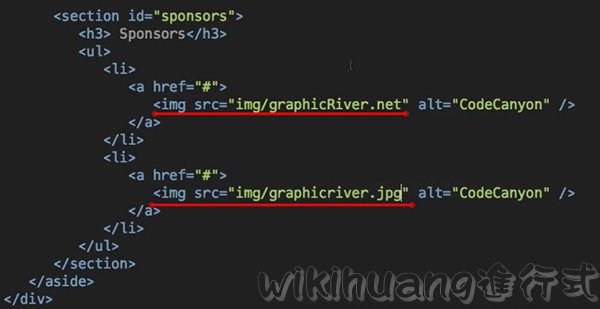 <section id="sponsors">
<h3> Sponsors</h3>
<ul>
<li>
<a href="#">
<img src="img/graphicRiver.net" alt="CodeCanyon" />
</a>
</li>
<li>
<a href="#">
<img src="img/graphicriver.jpg" alt="CodeCanyon" />
</a>
</li>
</ul>
</section>
</aside>
</div>
wikihuang進行式